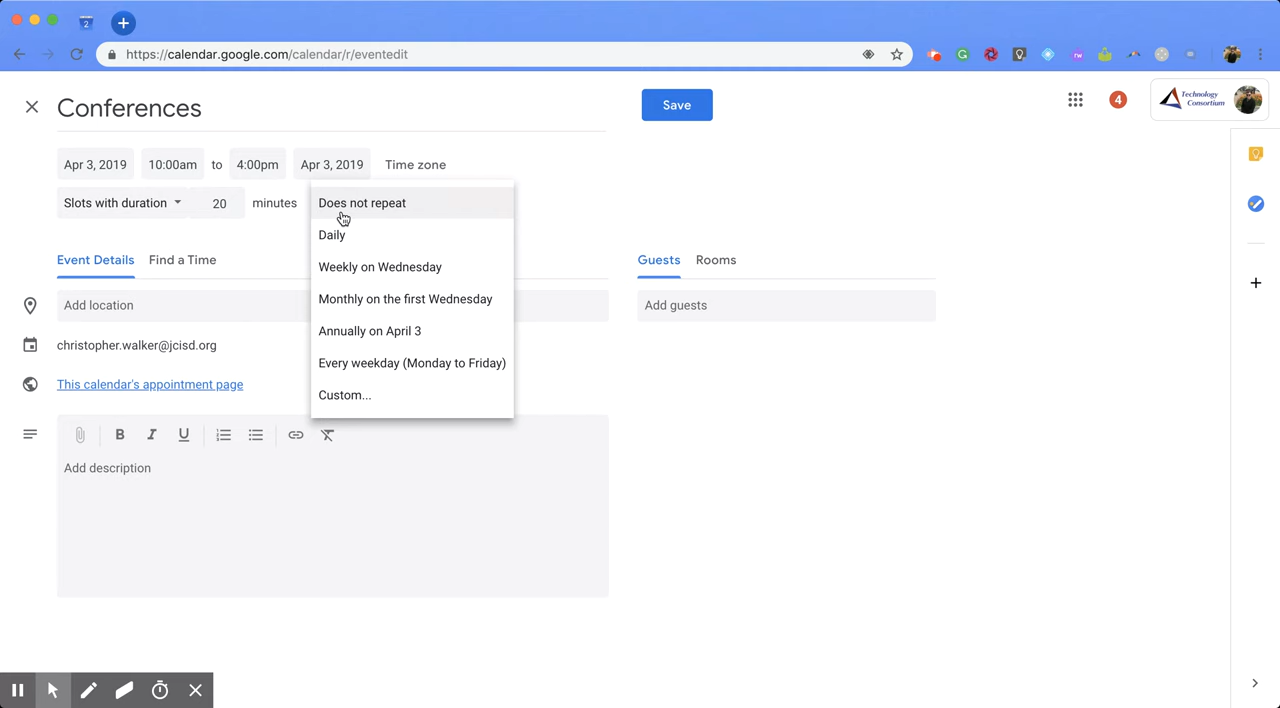 2
https://calendar.google.com/calendar/r/eventedit
G
rw
Conferences
Save
4
Technology
Consortium
Apr 3, 2019 10:00am to 4:00pm Apr 3, 2019 Time zone
Slots with duration 20 minutes
Does not repeat
Daily
Weekly on Wednesday
Monthly on the first Wednesday
Annually on April 3
Every weekday (Monday to Friday)
Custom...
Event Details Find a Time
Guests Rooms
Add location
Add guests
christopher.walker@jcisd.org
This calendar's appointment page
B I U
Add description